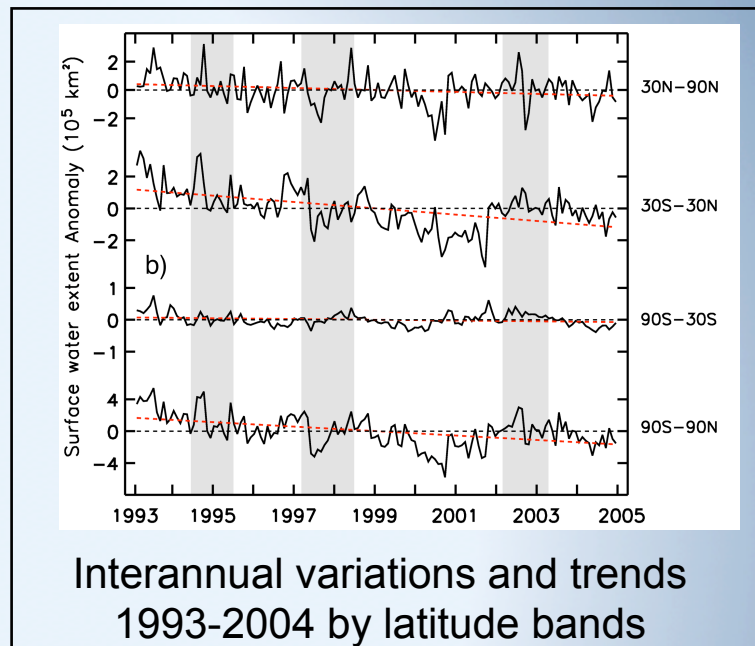 Surface water extent Anomaly (10⁵ km²)
2
0
−2
30N−90N
2
0
−2
30S−30N
b)
1
0
−1
90S−30S
4
0
−4
90S−90N
1993 1995 1997 1999 2001 2003 2005
Interannual variations and trends
1993-2004 by latitude bands